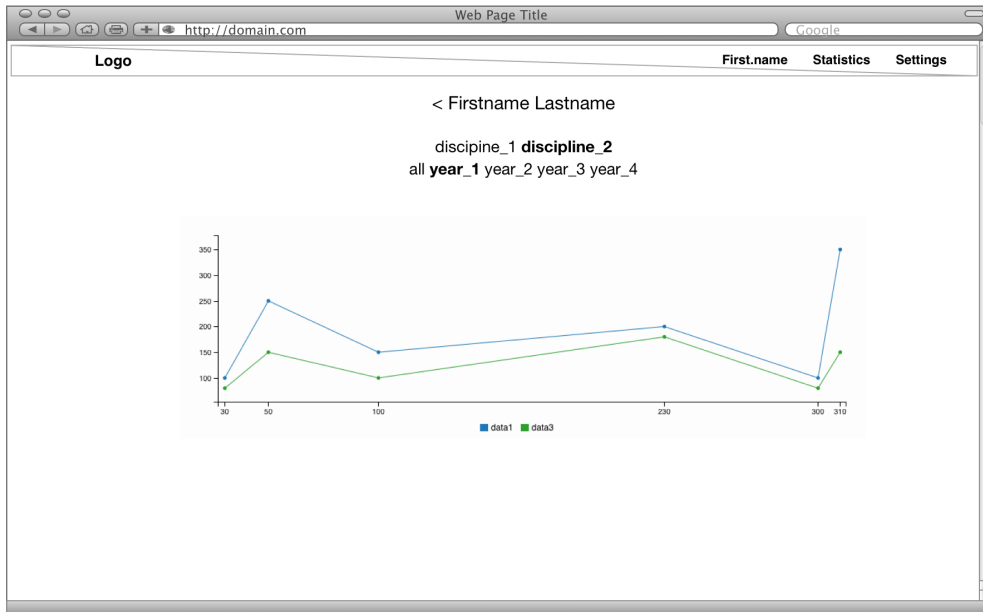 Web Page Title
http://domain.com
Google
Logo First.name Statistics Settings
< Firstname Lastname
discipine_1 discipline_2
all year_1 year_2 year_3 year_4
350
300
250
200
150
100
30 50 100 230 300 310
data1 data3